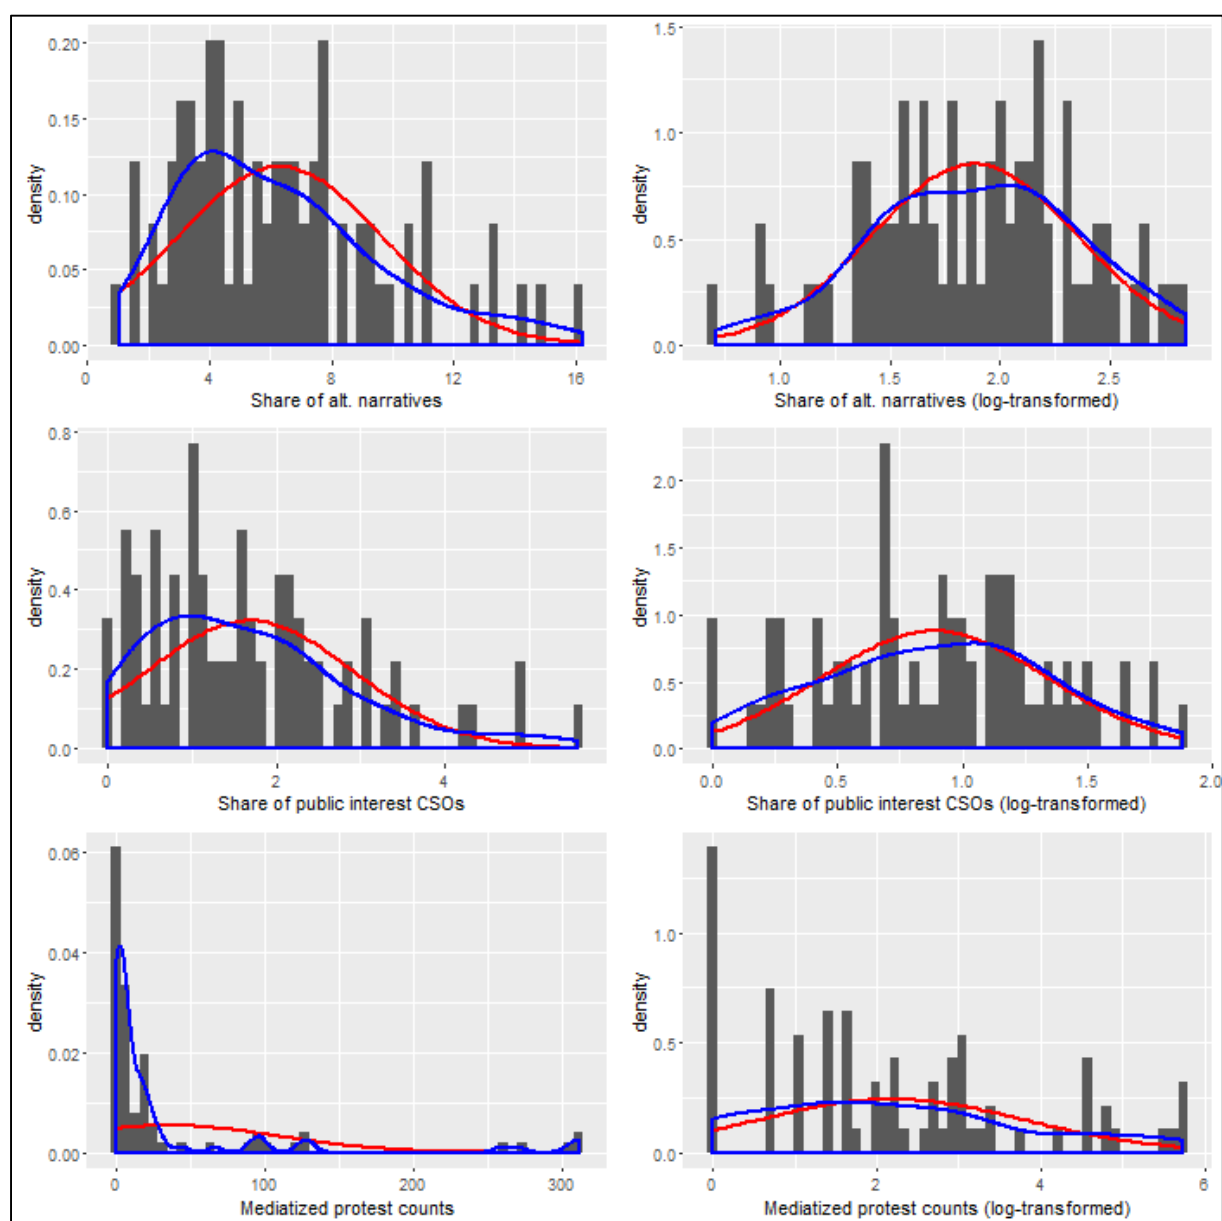 0.20
0.15
0.10
0.05
0.00
density
0 4 8 12 16
Share of alt. narratives
1.5
1.0
0.5
0.0
density
1.0 1.5 2.0 2.5
Share of alt. narratives (log-transformed)
0.8
0.6
0.4
0.2
0.0
density
0 2 4
Share of public interest CSOs
2.0
1.5
1.0
0.5
0.0
density
0.0 0.5 1.0 1.5 2.0
Share of public interest CSOs (log-transformed)
0.06
0.04
0.02
0.00
density
0 100 200 300
Mediatized protest counts
1.0
0.5
0.0
density
0 2 4 6
Mediatized protest counts (log-transformed)